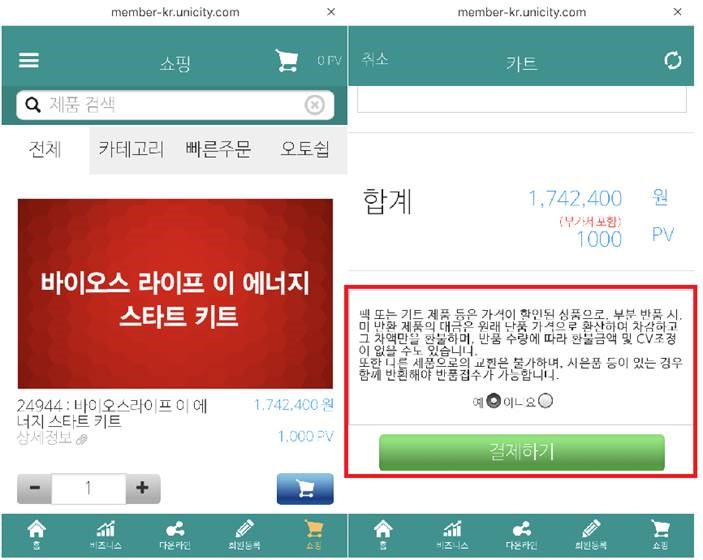 member-kr.unicity.com
쇼핑
0 PV
제품 검색
전체
카테고리
빠른주문
오토쉽
바이오스 라이프 이 에너지
스타트 키트
24944 : 바이오스라이프 이 에
너지 스타트 키트
1,742,400 원
상세정보
1,000 PV
-
1
+
홈
비즈니스
다운라인
회원등록
쇼핑
member-kr.unicity.com
취소
카트
합계
1,742,400 원
(부가세 포함)
1000 PV
팩 또는 키트 제품 등은 가격이 할인된 상품으로, 부분 반품 시,
미 반환 제품의 대금은 원래 단품 가격으로 환산하여 차감하고
그 차액만을 환불하며, 반품 수량에 따라 환불금액 및 CV조정
이 없을 수도 있습니다.
또한 다른 제품으로의 교환은 불가하며, 사은품 등이 있는 경우
함께 반환해야 반품접수가 가능합니다.
예 아니요
결제하기
홈
비즈니스
다운라인
회원등록
쇼핑